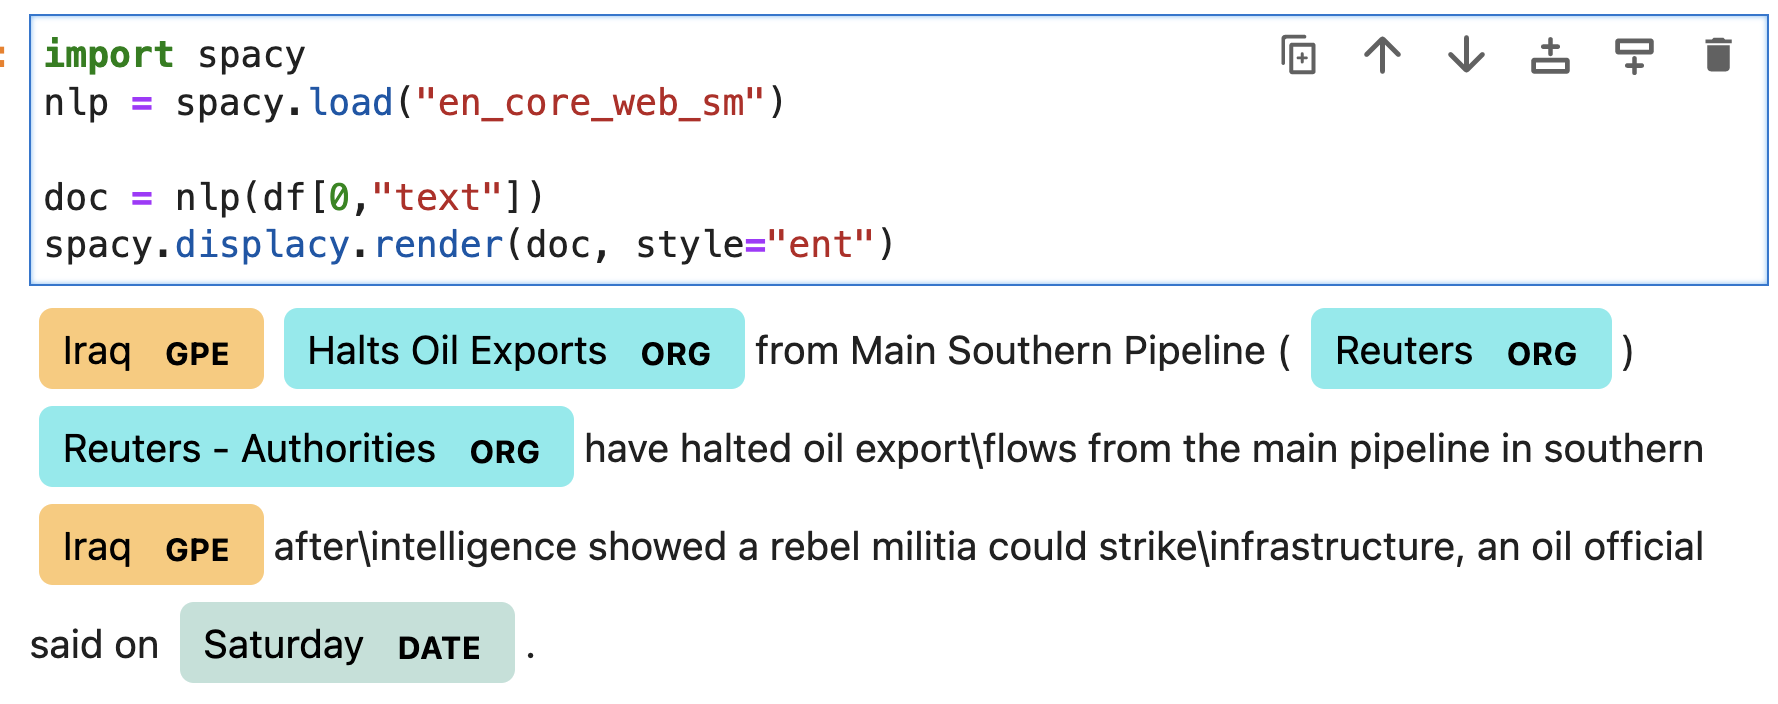 import spacy
nlp = spacy.load("en_core_web_sm")
doc = nlp(df[0,"text"])
spacy.displacy.render(doc, style="ent")
Iraq GPE Halts Oil Exports ORG from Main Southern Pipeline ( Reuters ORG )
Reuters - Authorities ORG have halted oil export\flows from the main pipeline in southern
Iraq GPE after\intelligence showed a rebel militia could strike\infrastructure, an oil official
said on Saturday DATE .